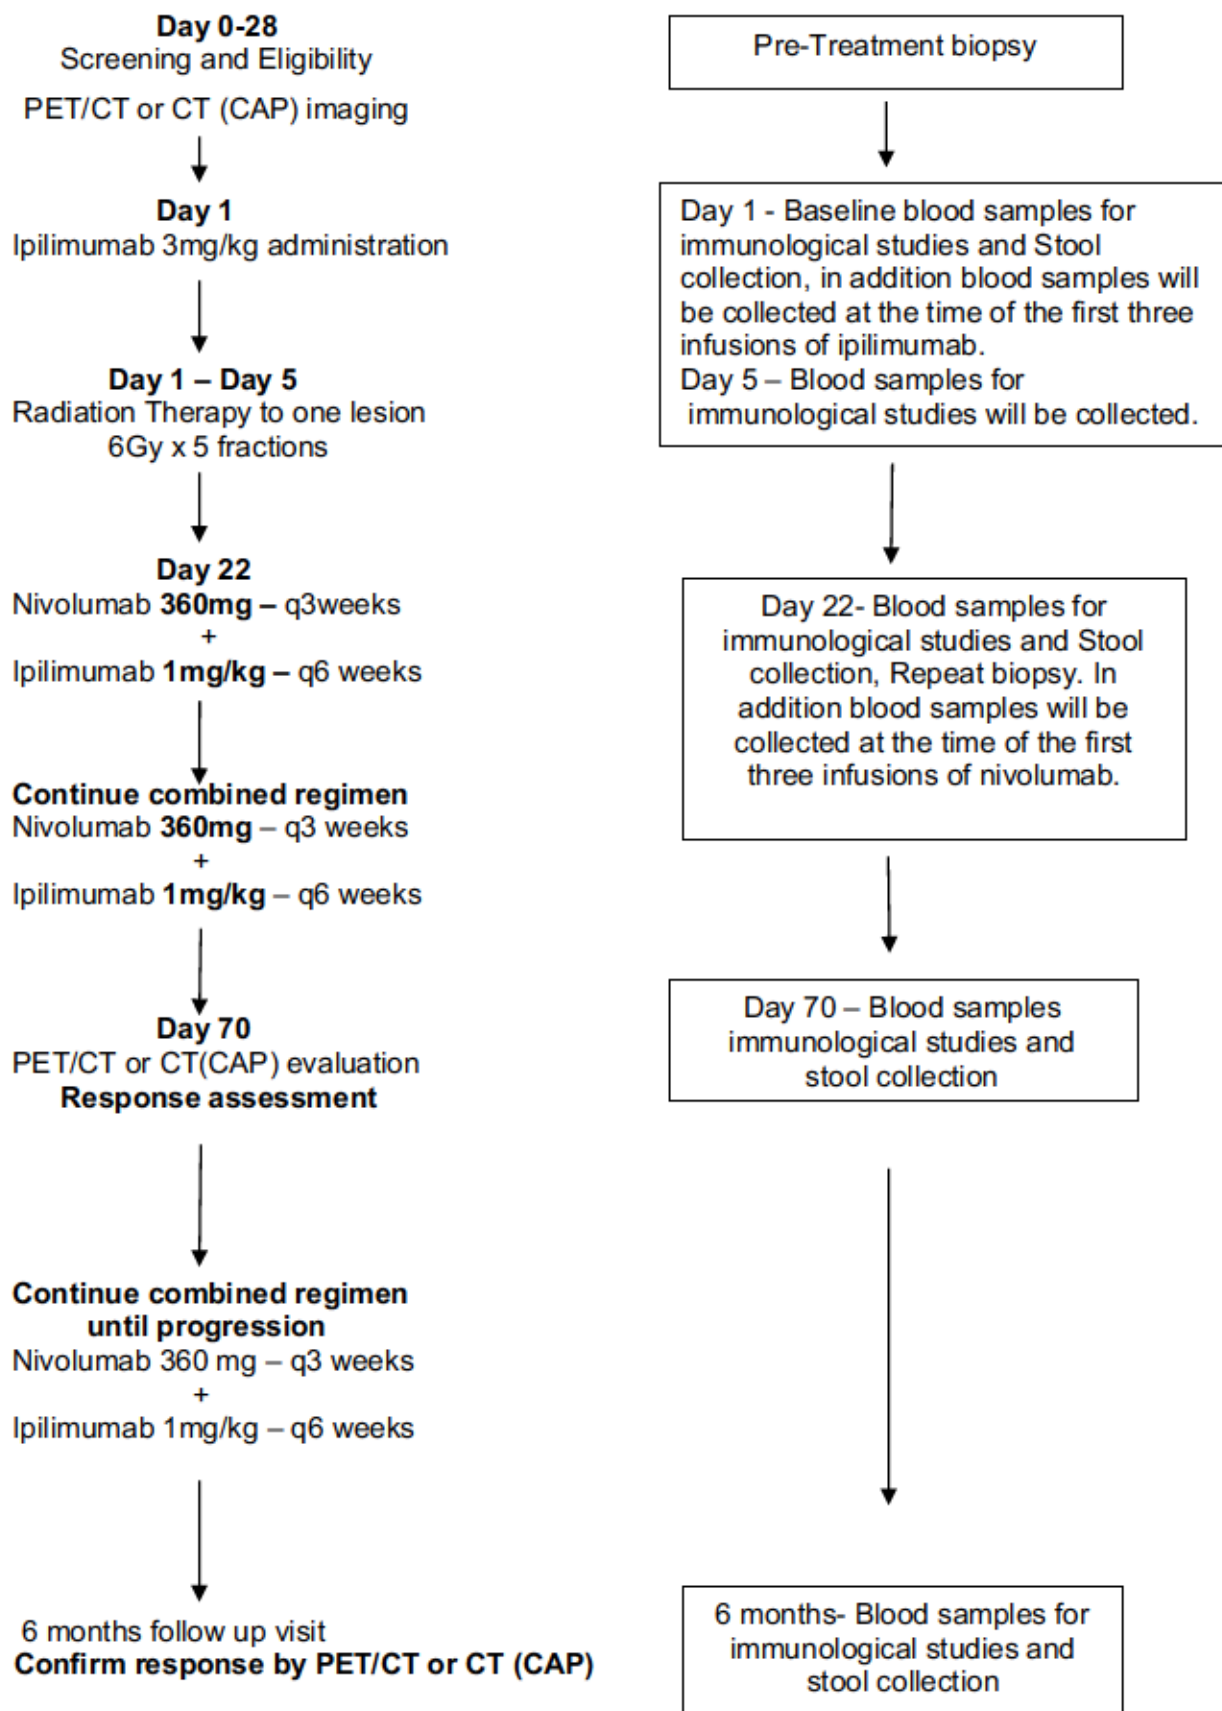 Day 0-28
Screening and Eligibility
PET/CT or CT (CAP) imaging
Day 1
Ipilimumab 3mg/kg administration
Day 1 – Day 5
Radiation Therapy to one lesion
6Gy x 5 fractions
Day 22
Nivolumab 360mg – q3weeks
+
Ipilimumab 1mg/kg – q6 weeks
Continue combined regimen
Nivolumab 360mg – q3 weeks
+
Ipilimumab 1mg/kg – q6 weeks
Day 70
PET/CT or CT(CAP) evaluation
Response assessment
Continue combined regimen
until progression
Nivolumab 360 mg – q3 weeks
+
Ipilimumab 1mg/kg – q6 weeks
6 months follow up visit
Confirm response by PET/CT or CT (CAP)
Pre-Treatment biopsy
Day 1 - Baseline blood samples for
immunological studies and Stool
collection, in addition blood samples will
be collected at the time of the first three
infusions of ipilimumab.
Day 5 – Blood samples for
immunological studies will be collected.
Day 22- Blood samples for
immunological studies and Stool
collection, Repeat biopsy. In
addition blood samples will be
collected at the time of the first
three infusions of nivolumab.
Day 70 – Blood samples
immunological studies and
stool collection
6 months- Blood samples for
immunological studies and
stool collection